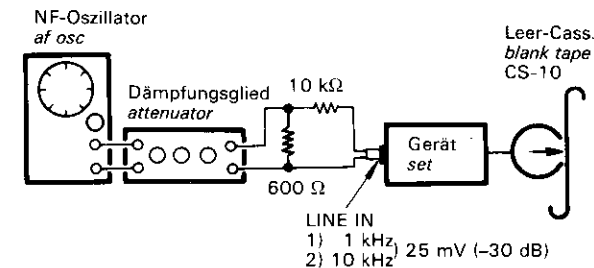 NF-Oszillator
af osc
Dämpfungsglied
attenuator
10 kΩ
600 Ω
LINE IN
1) 1 kHz
2) 10 kHz
) 25 mV (–30 dB)
Gerät
set
Leer-Cass.
blank tape
CS-10